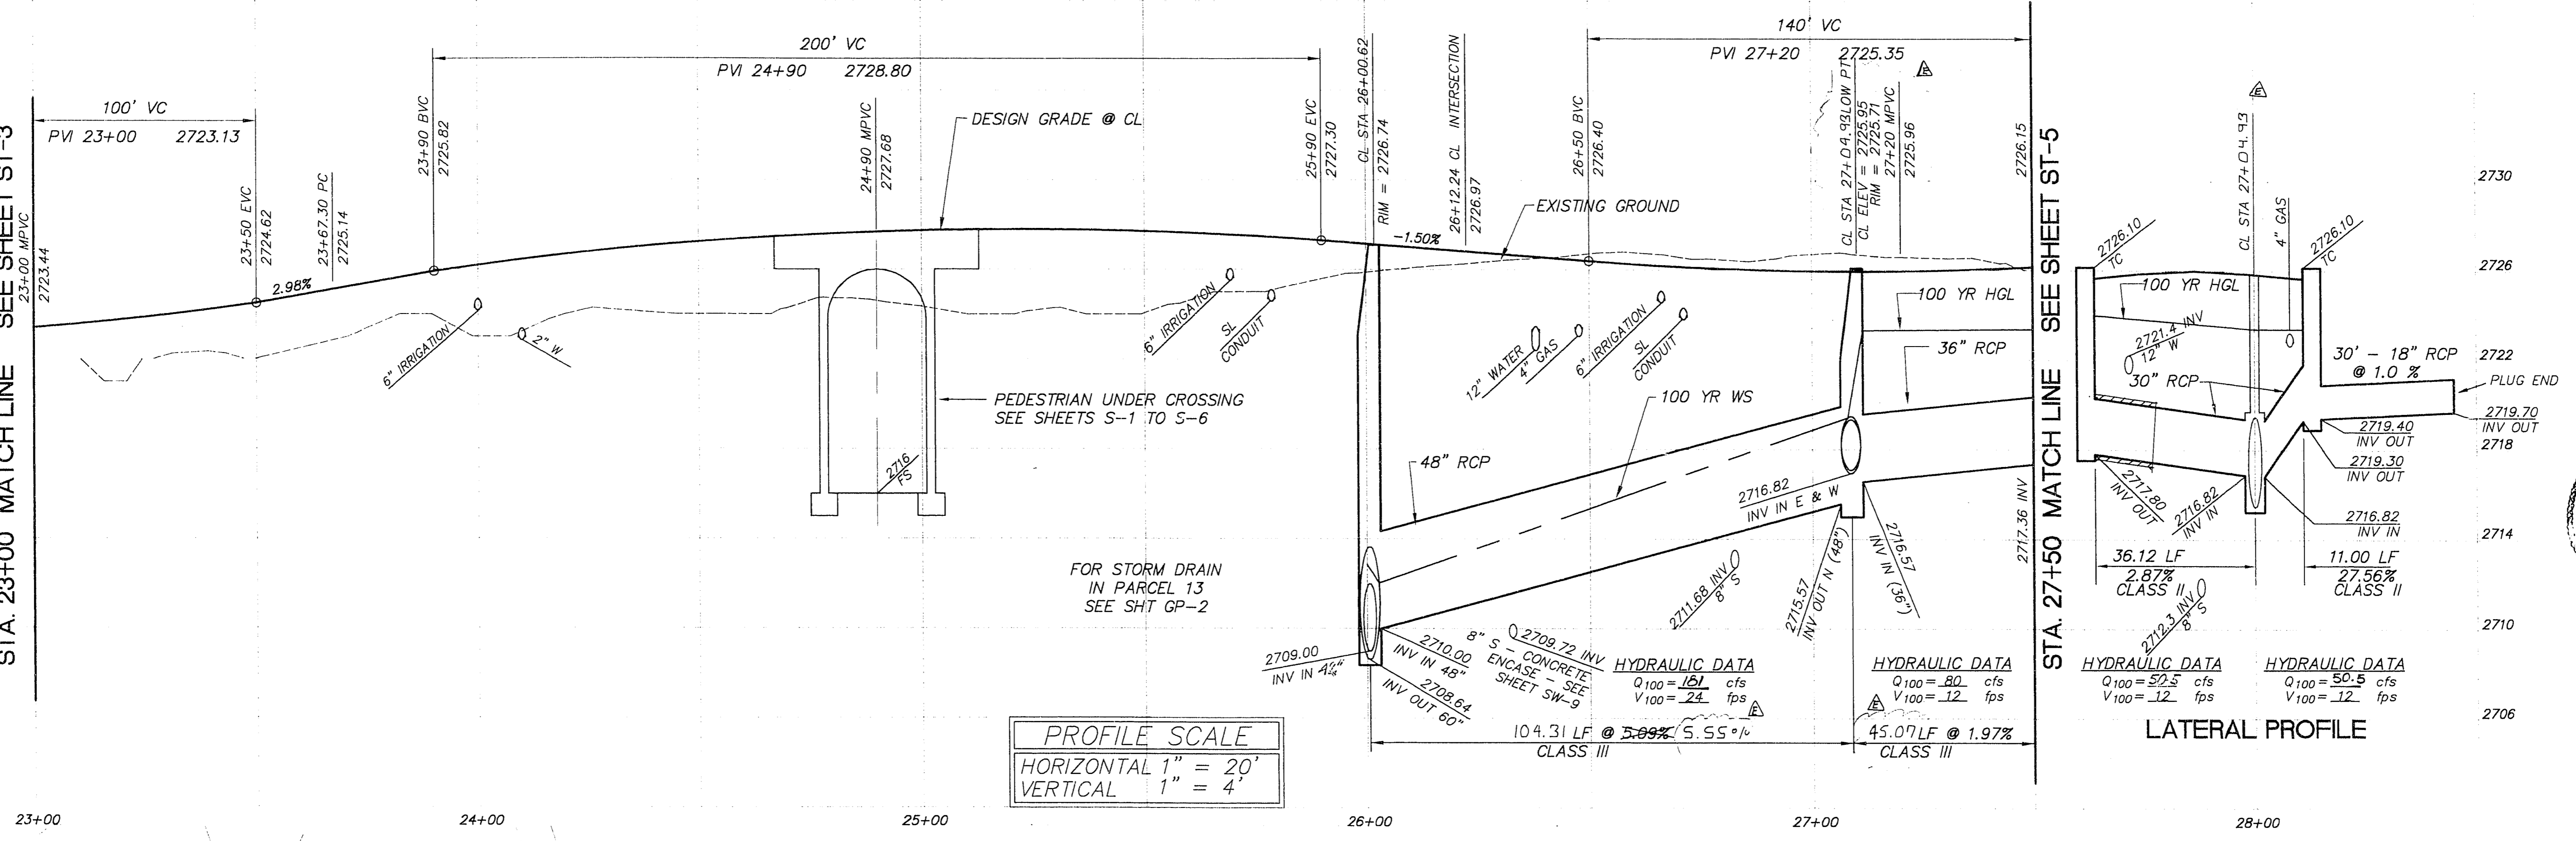 STA. 23+00 MATCH LINE SEE SHEET ST-3
100' VC
PVI 23+00 2723.13
23+00 MPVC
2723.44
23+50 EVC
2724.62
2.98%
23+67.30 PC
2725.14
23+90 BVC
2725.82
200' VC
PVI 24+90 2728.80
24+90 MPVC
2727.68
DESIGN GRADE @ CL
25+90 EVC
2727.30
CL STA 26+00.62
RIM = 2726.74
-1.50%
26+12.24 CL INTERSECTION
2726.97
EXISTING GROUND
26+50 BVC
2726.40
140' VC
PVI 27+20 2725.35
E
CL STA 27+04.93 LOW PT
CL ELEV = 2725.95
RIM = 2725.71
27+20 MPVC
2725.96
2726.15
6" IRRIGATION
2" W
PEDESTRIAN UNDER CROSSING
SEE SHEETS S-1 TO S-6
2716
FS
6" IRRIGATION
SL
CONDUIT
12" WATER
4" GAS
6" IRRIGATION
SL
CONDUIT
100 YR WS
48" RCP
100 YR HGL
36" RCP
FOR STORM DRAIN
IN PARCEL 13
SEE SHT GP-2
2709.00
INV IN
2710.00
INV IN 48"
2708.64
INV OUT 60"
2709.72 INV
8" S - CONCRETE
ENCASE - SEE
SHEET SW-9
2711.68 INV
8" S
2716.82
INV IN E & W
2715.57
INV OUT N (48")
2716.57
INV IN (36")
2717.36 INV
HYDRAULIC DATA
Q100 = 181 cfs
V100 = 24 fps
E
HYDRAULIC DATA
Q100 = 80 cfs
V100 = 12 fps
E
104.31 LF @ 5.09% 5.55%
CLASS III
45.07 LF @ 1.97%
CLASS III
PROFILE SCALE
HORIZONTAL 1" = 20'
VERTICAL 1" = 4'
STA. 27+50 MATCH LINE SEE SHEET ST-5
2726.10
TC
E
CL STA 27+04.93
4" GAS
2726.10
TC
100 YR HGL
2721.4 INV
12" W
30" RCP
30' - 18" RCP
@ 1.0 %
PLUG END
2719.70
INV OUT
2719.40
INV OUT
2719.30
INV OUT
2717.80
INV OUT
2716.82
INV IN
2716.82
INV IN
36.12 LF
2.87%
CLASS II
11.00 LF
27.56%
CLASS II
2712.3 INV
8" S
HYDRAULIC DATA
Q100 = 50.5 cfs
V100 = 12 fps
HYDRAULIC DATA
Q100 = 50.5 cfs
V100 = 12 fps
LATERAL PROFILE
2730
2726
2722
2718
2714
2710
2706
23+00
24+00
25+00
26+00
27+00
28+00